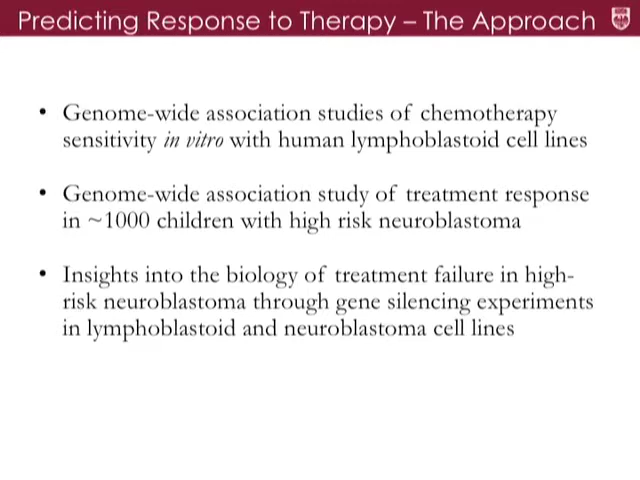 Predicting Response to Therapy – The Approach
• Genome-wide association studies of chemotherapy
sensitivity in vitro with human lymphoblastoid cell lines
• Genome-wide association study of treatment response
in ~1000 children with high risk neuroblastoma
• Insights into the biology of treatment failure in high-
risk neuroblastoma through gene silencing experiments
in lymphoblastoid and neuroblastoma cell lines